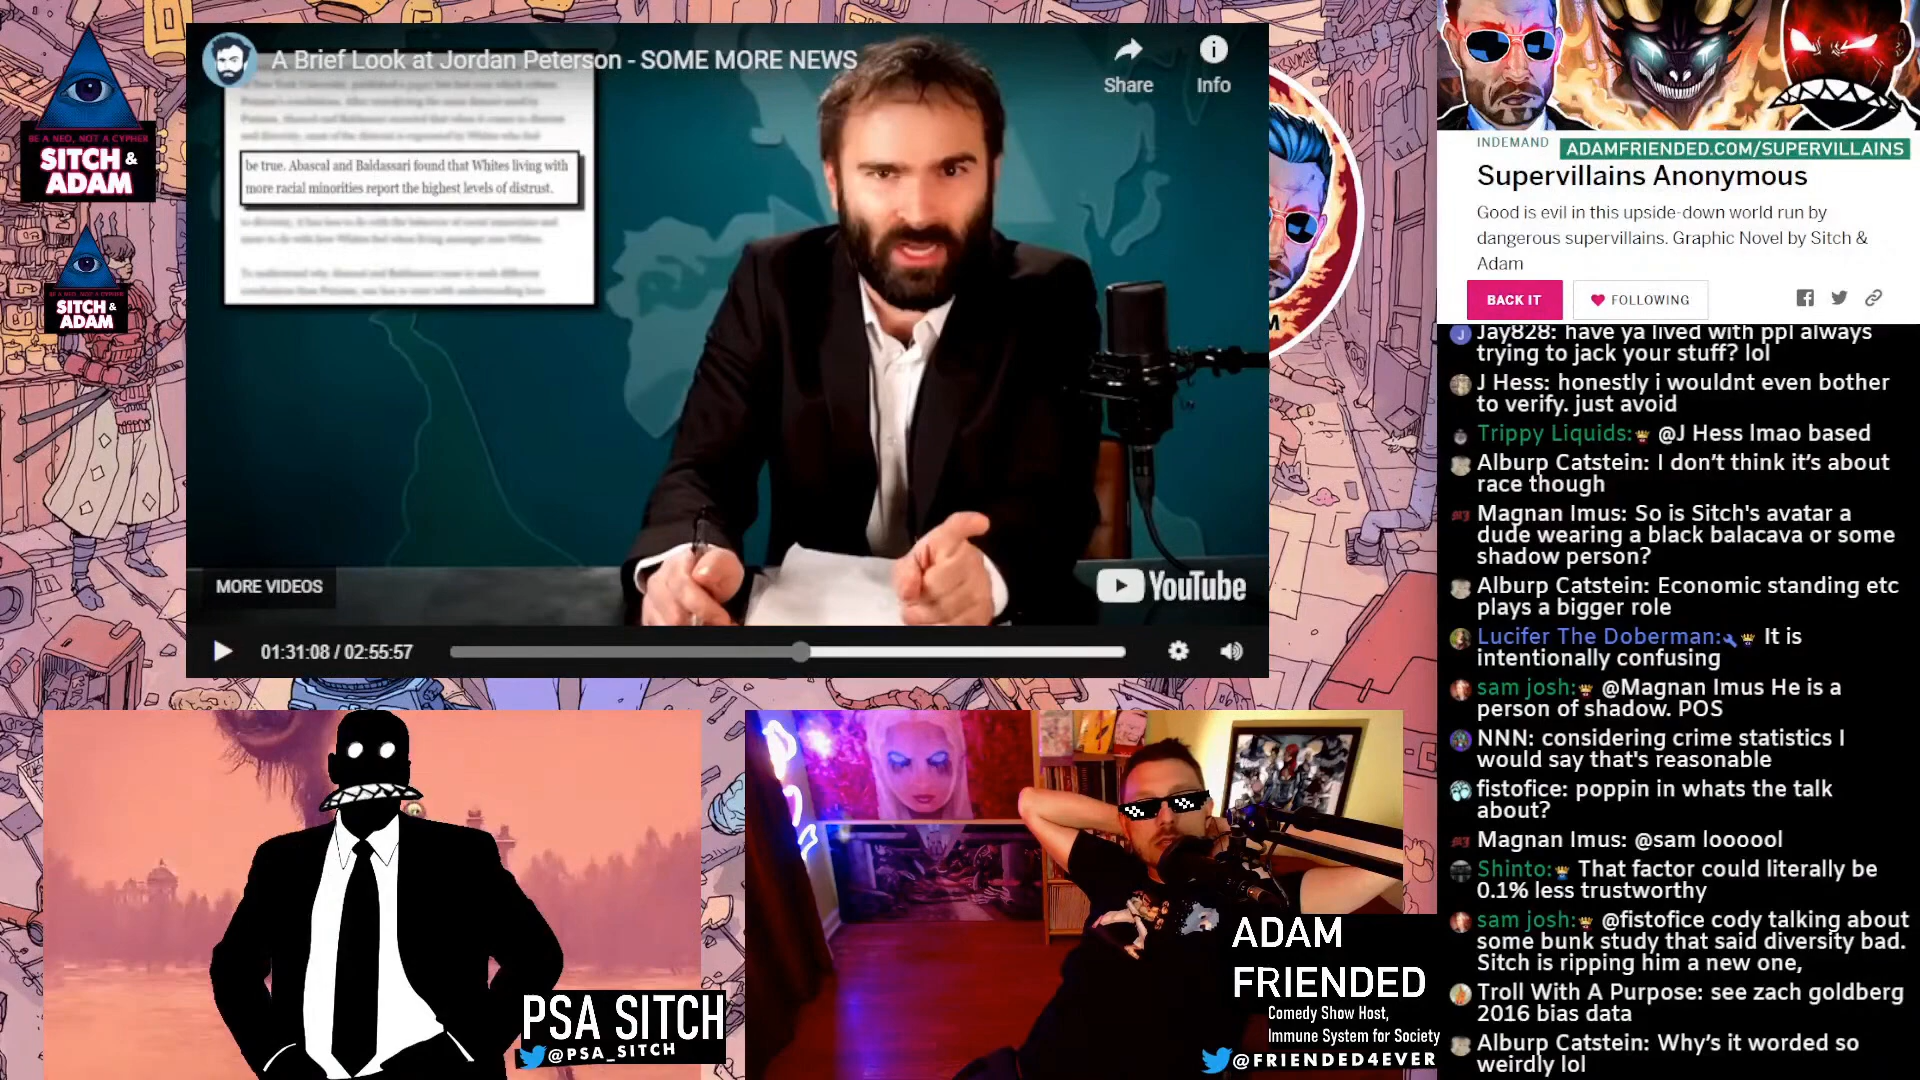 A Brief Look at Jordan Peterson - SOME MORE NEWS
Share
Info
be true. Abascal and Baldassari found that Whites living with
more racial minorities report the highest levels of distrust.
MORE VIDEOS
YouTube
01:31:08 / 02:55:57
BE A NEO, NOT A CYPHER
SITCH &
ADAM
BE A NEO, NOT A CYPHER
SITCH
& ADAM
PSA SITCH
@PSA_SITCH
ADAM
FRIENDED
Comedy Show Host,
Immune System for Society
@FRIENDED4EVER
INDEMAND
ADAMFRIENDED.COM/SUPERVILLAINS
Supervillains Anonymous
Good is evil in this upside-down world run by
dangerous supervillains. Graphic Novel by Sitch &
Adam
BACK IT
FOLLOWING
Jay828: have ya lived with ppl always
trying to jack your stuff? lol
J Hess: honestly i wouldnt even bother
to verify. just avoid
Trippy Liquids: @J Hess lmao based
Alburp Catstein: I don’t think it’s about
race though
Magnan Imus: So is Sitch's avatar a
dude wearing a black balacava or some
shadow person?
Alburp Catstein: Economic standing etc
plays a bigger role
Lucifer The Doberman: It is
intentionally confusing
sam josh: @Magnan Imus He is a
person of shadow. POS
NNN: considering crime statistics I
would say that's reasonable
fistofice: poppin in whats the talk
about?
Magnan Imus: @sam loooool
Shinto: That factor could literally be
0.1% less trustworthy
sam josh: @fistofice cody talking about
some bunk study that said diversity bad.
Sitch is ripping him a new one,
Troll With A Purpose: see zach goldberg
2016 bias data
Alburp Catstein: Why’s it worded so
weirdly lol